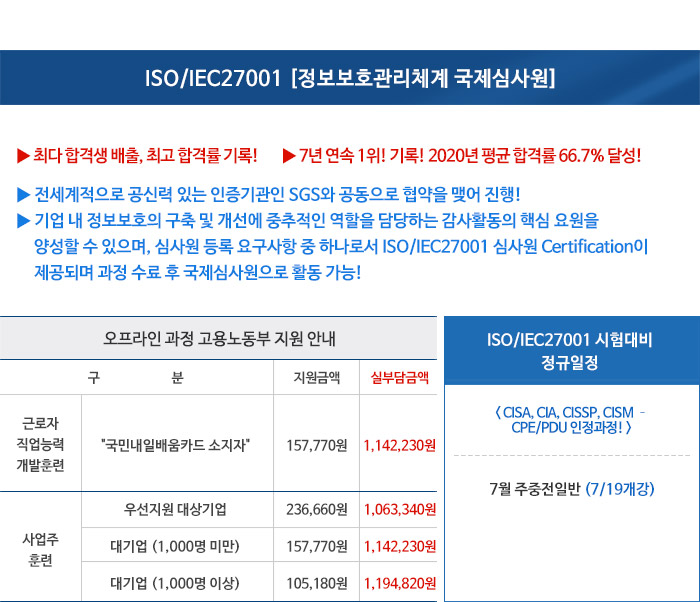 ISO/IEC27001 [정보보호관리체계 국제심사원]
▶ 최다 합격생 배출, 최고 합격률 기록! ▶ 7년 연속 1위! 기록! 2020년 평균 합격률 66.7% 달성!
▶ 전세계적으로 공신력 있는 인증기관인 SGS와 공동으로 협약을 맺어 진행!
▶ 기업 내 정보보호의 구축 및 개선에 중추적인 역할을 담당하는 감사활동의 핵심 요원을
양성할 수 있으며, 심사원 등록 요구사항 중 하나로서 ISO/IEC27001 심사원 Certification이
제공되며 과정 수료 후 국제심사원으로 활동 가능!
오프라인 과정 고용노동부 지원 안내
구 분 지원금액 실부담금액
근로자
직업능력
개발훈련
"국민내일배움카드 소지자" 157,770원 1,142,230원
사업주
훈련
우선지원 대상기업 236,660원 1,063,340원
대기업 (1,000명 미만) 157,770원 1,142,230원
대기업 (1,000명 이상) 105,180원 1,194,820원
ISO/IEC27001 시험대비
정규일정
< CISA, CIA, CISSP, CISM -
CPE/PDU 인정과정! >
7월 주중전일반 (7/19개강)